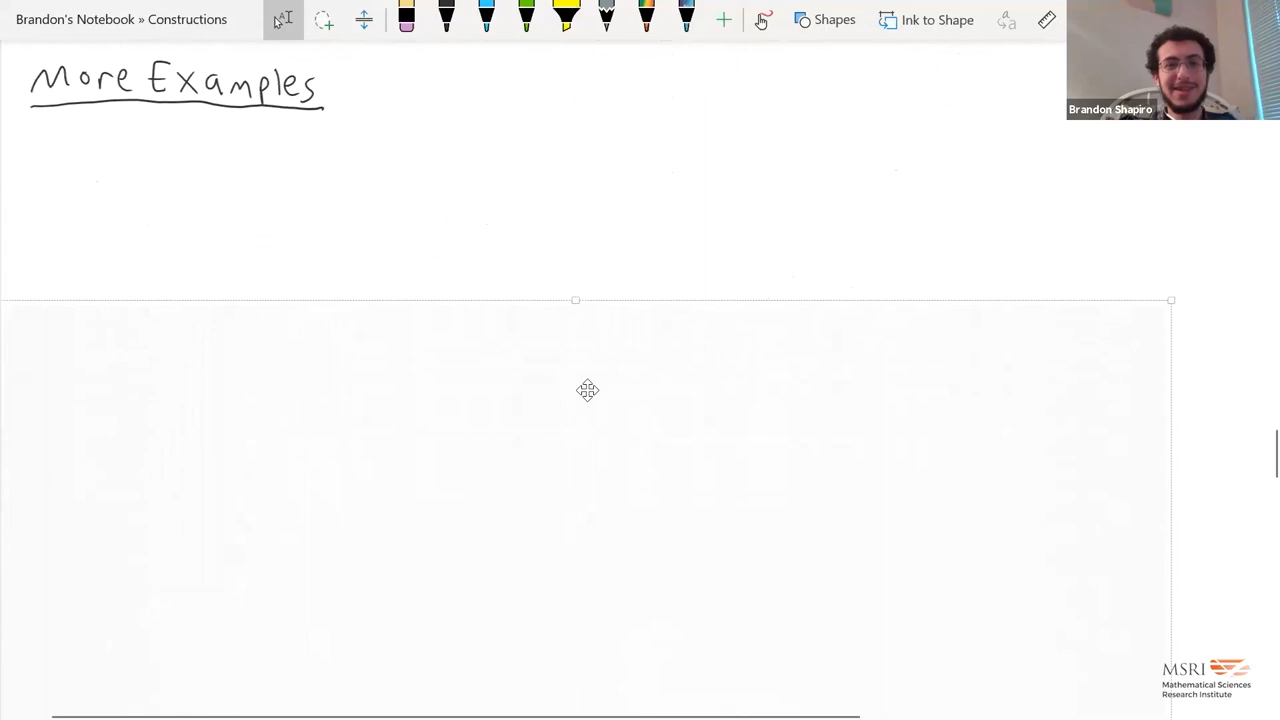 Brandon's Notebook » Constructions
Shapes
Ink to Shape
More Examples
Brandon Shapiro
MSRI
Mathematical Sciences
Research Institute